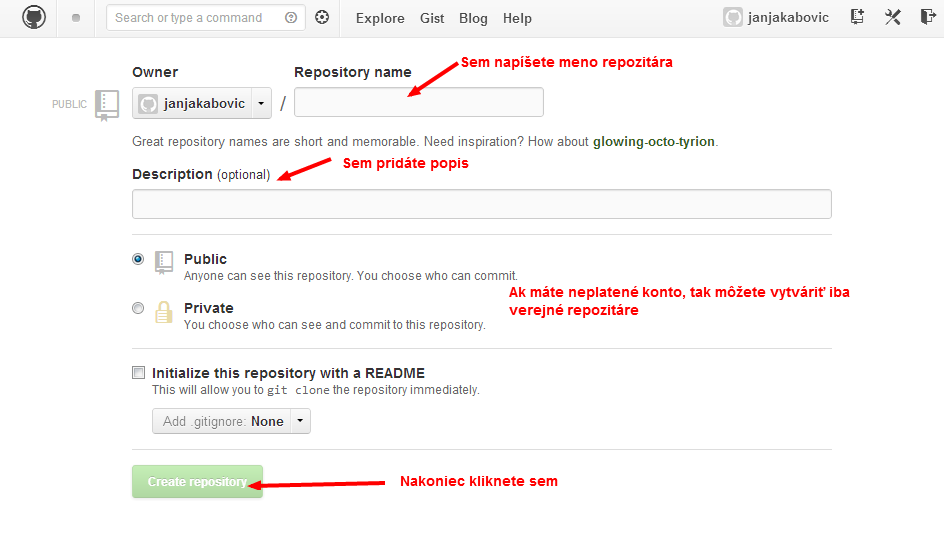 Search or type a command
Explore Gist Blog Help
janjakabovic
Sem napíšete meno repozitára
Owner
Repository name
PUBLIC
janjakabovic
/
Great repository names are short and memorable. Need inspiration? How about glowing-octo-tyrion.
Sem pridáte popis
Description (optional)
Public
Anyone can see this repository. You choose who can commit.
Ak máte neplatené konto, tak môžete vytváriť iba
verejné repozitáre
Private
You choose who can see and commit to this repository.
Initialize this repository with a README
This will allow you to git clone the repository immediately.
Add .gitignore: None
Create repository
Nakoniec kliknete sem